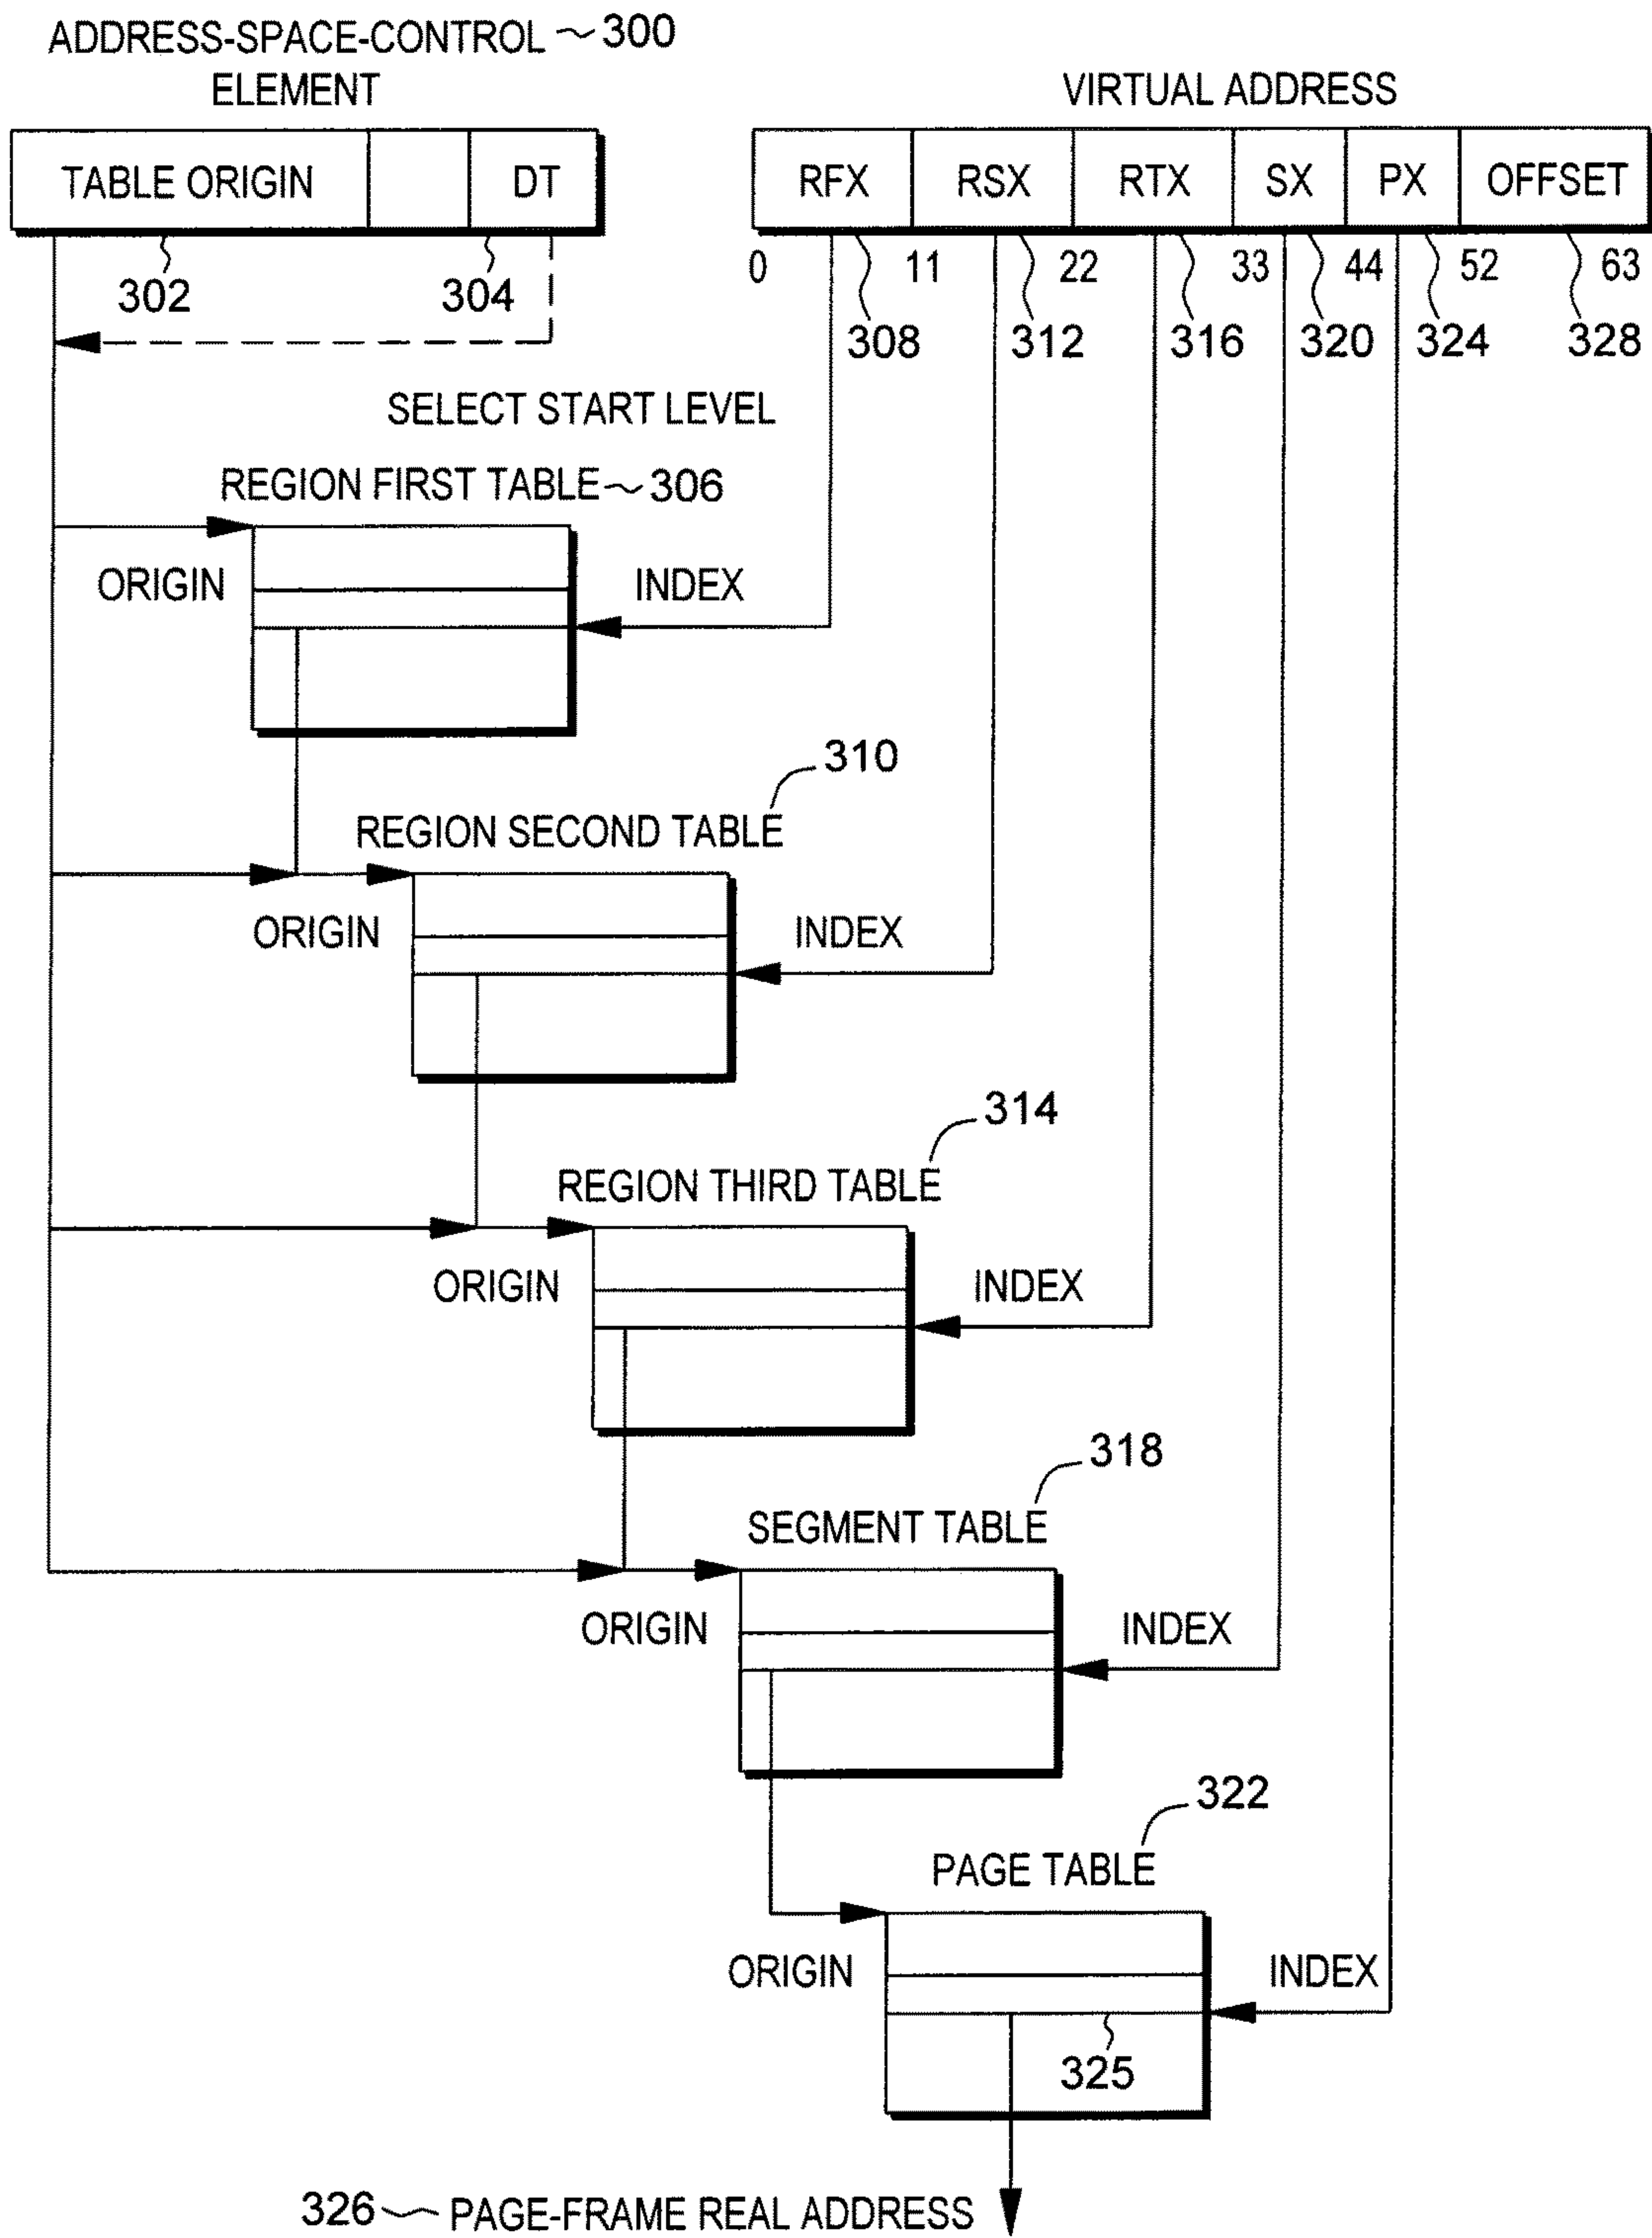 ADDRESS-SPACE-CONTROL ~300
ELEMENT
VIRTUAL ADDRESS
TABLE ORIGIN DT
RFX RSX RTX SX PX OFFSET
0 11 22 33 44 52 63
302 304
308 312 316 320 324 328
SELECT START LEVEL
REGION FIRST TABLE~306
ORIGIN INDEX
310
REGION SECOND TABLE
ORIGIN INDEX
314
REGION THIRD TABLE
ORIGIN INDEX
318
SEGMENT TABLE
ORIGIN INDEX
322
PAGE TABLE
ORIGIN INDEX
325
326~PAGE-FRAME REAL ADDRESS